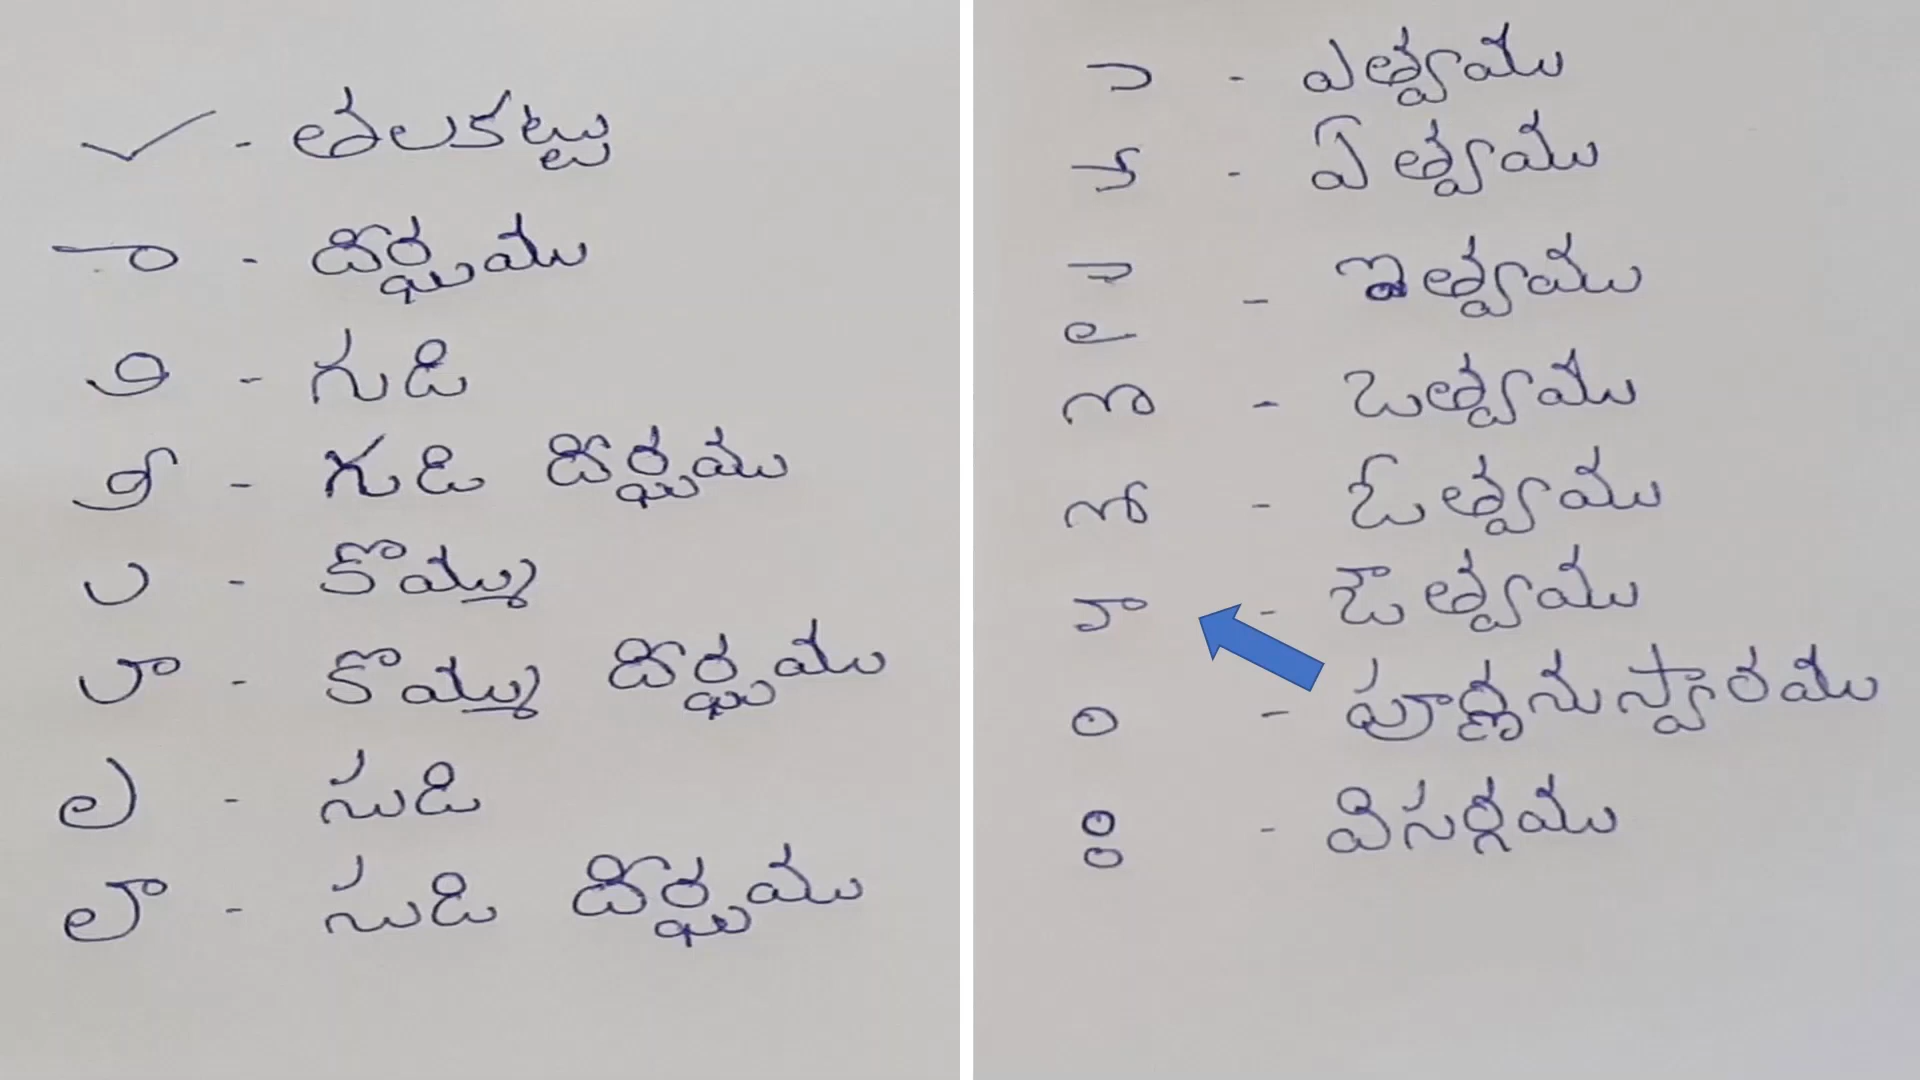 ✓ - తలకట్టు
ా - దీర్ఘము
ి - గుడి
ీ - గుడి దీర్ఘము
ు - కొమ్ము
ూ - కొమ్ము దీర్ఘము
ృ - సుడి
ౄ - సుడి దీర్ఘము
ె - ఎత్వము
ే - ఏత్వము
ై - ఐత్వము
ొ - ఒత్వము
ో - ఓత్వము
ౌ - ఔత్వము
ం - పూర్ణనుస్వారము
ః - విసర్గము